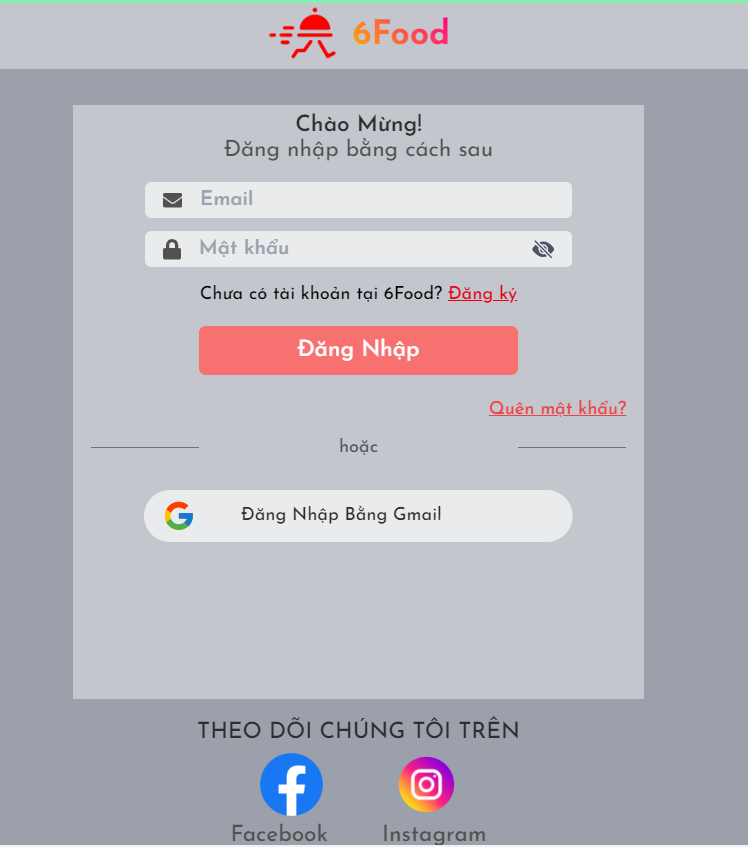 6Food
Chào Mừng!
Đăng nhập bằng cách sau
Email
Mật khẩu
Chưa có tài khoản tại 6Food? Đăng ký
Đăng Nhập
Quên mật khẩu?
hoặc
Đăng Nhập Bằng Gmail
THEO DÕI CHÚNG TÔI TRÊN
Facebook Instagram